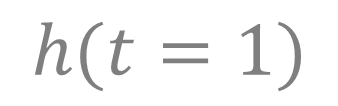 h(t = 1)